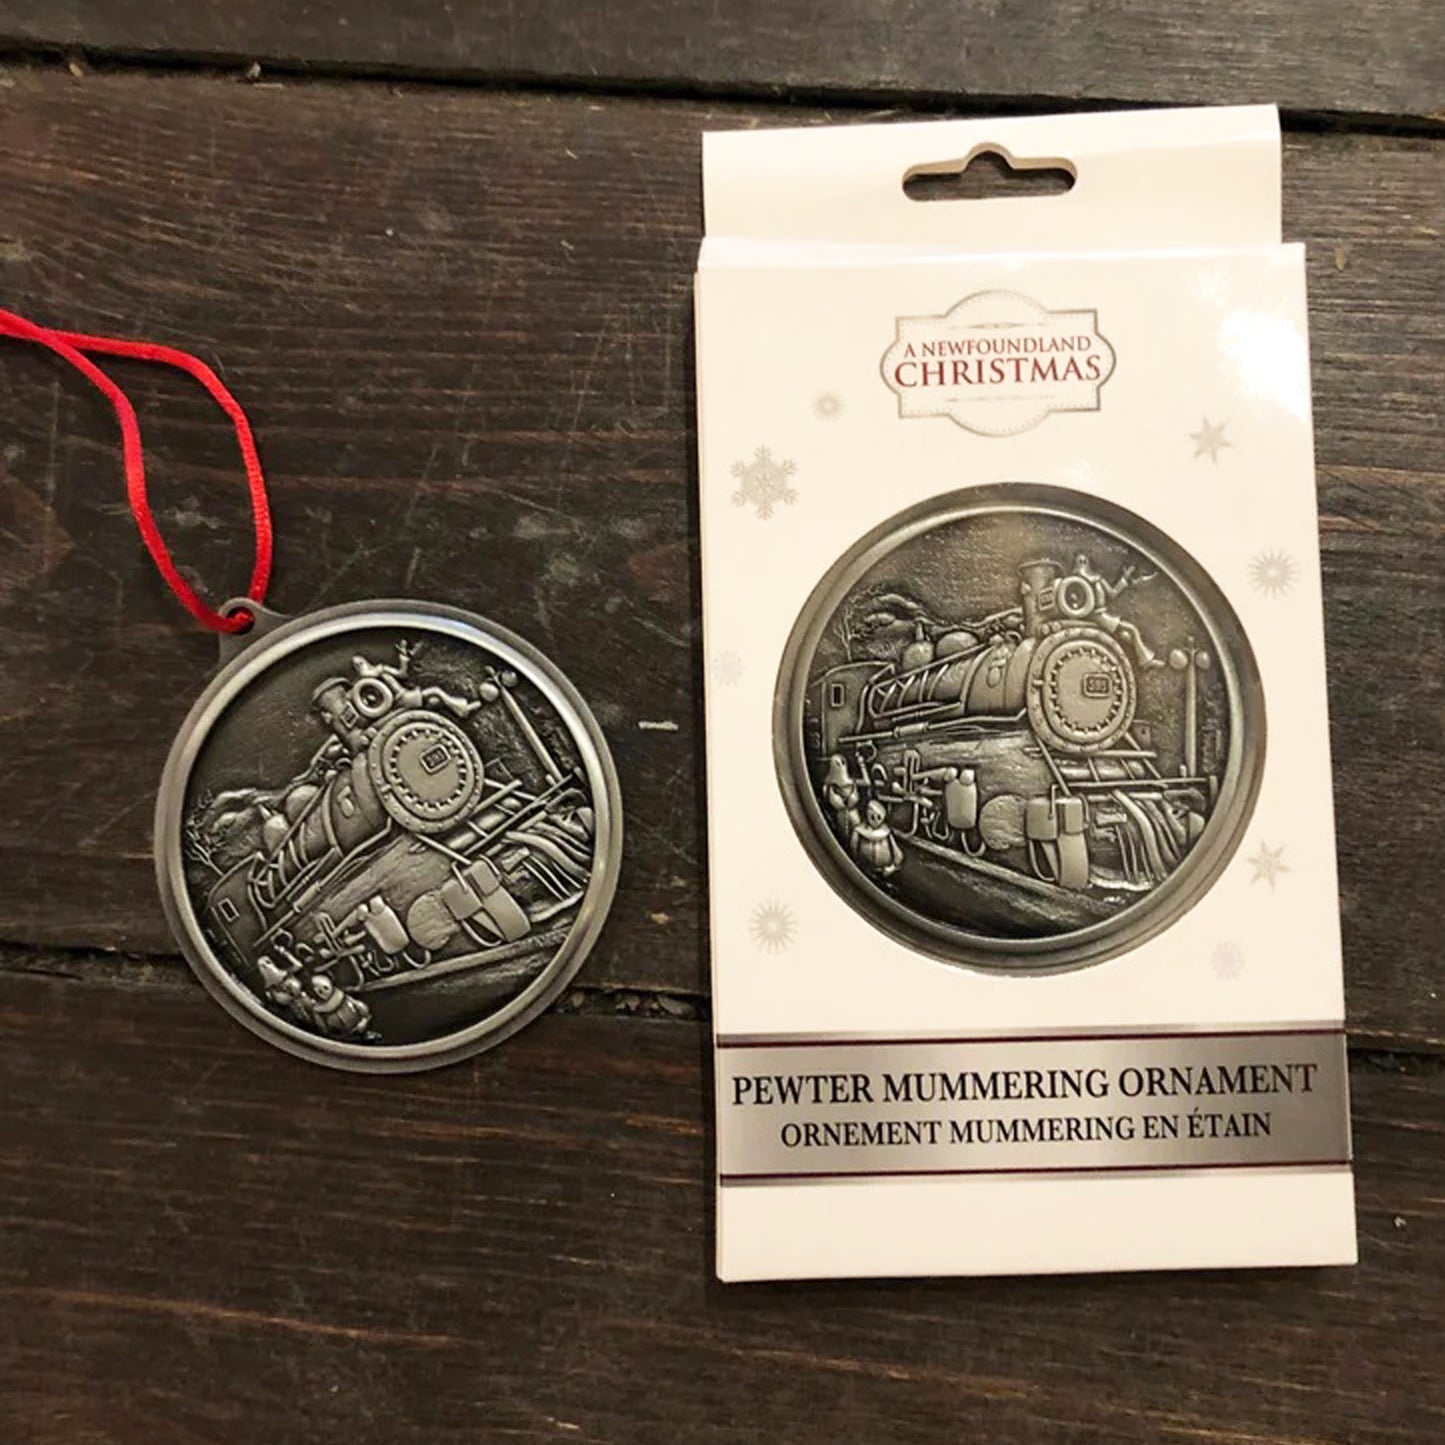 A NEWFOUNDLAND
CHRISTMAS
PEWTER MUMMERING ORNAMENT
ORNEMENT MUMMERING EN ÉTAIN